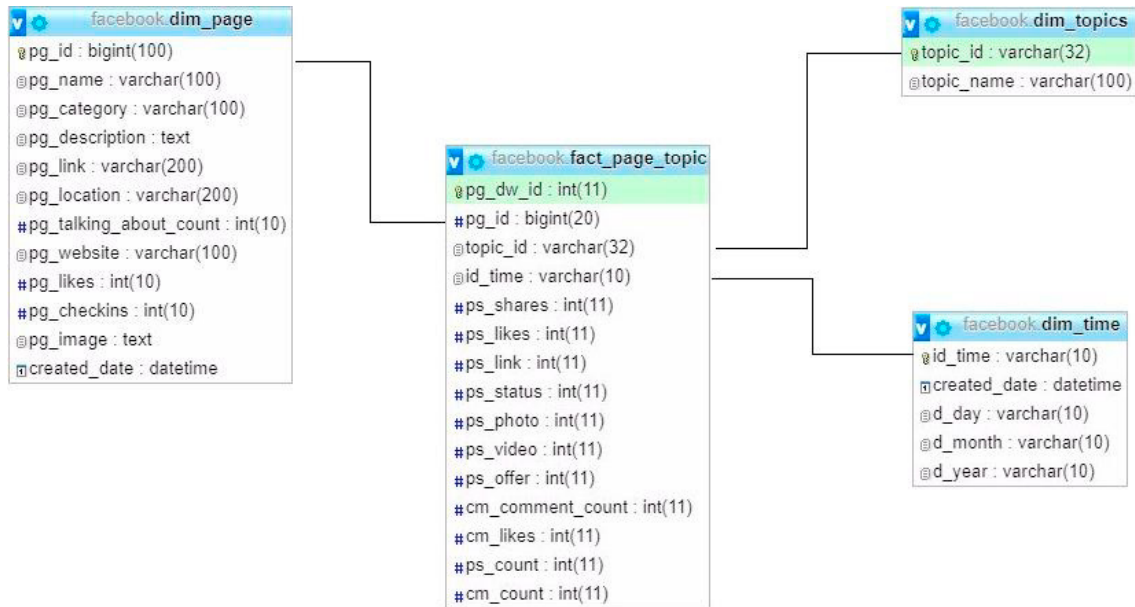 facebook.dim_page
pg_id : bigint(100)
pg_name : varchar(100)
pg_category : varchar(100)
pg_description : text
pg_link : varchar(200)
pg_location : varchar(200)
#pg_talking_about_count : int(10)
pg_website : varchar(100)
#pg_likes : int(10)
#pg_checkins : int(10)
pg_image : text
created_date : datetime
facebook.fact_page_topic
pg_dw_id : int(11)
#pg_id : bigint(20)
topic_id : varchar(32)
id_time : varchar(10)
#ps_shares : int(11)
#ps_likes : int(11)
#ps_link : int(11)
#ps_status : int(11)
#ps_photo : int(11)
#ps_video : int(11)
#ps_offer : int(11)
#cm_comment_count : int(11)
#cm_likes : int(11)
#ps_count : int(11)
#cm_count : int(11)
facebook.dim_topics
topic_id : varchar(32)
topic_name : varchar(100)
facebook.dim_time
id_time : varchar(10)
created_date : datetime
d_day : varchar(10)
d_month : varchar(10)
d_year : varchar(10)